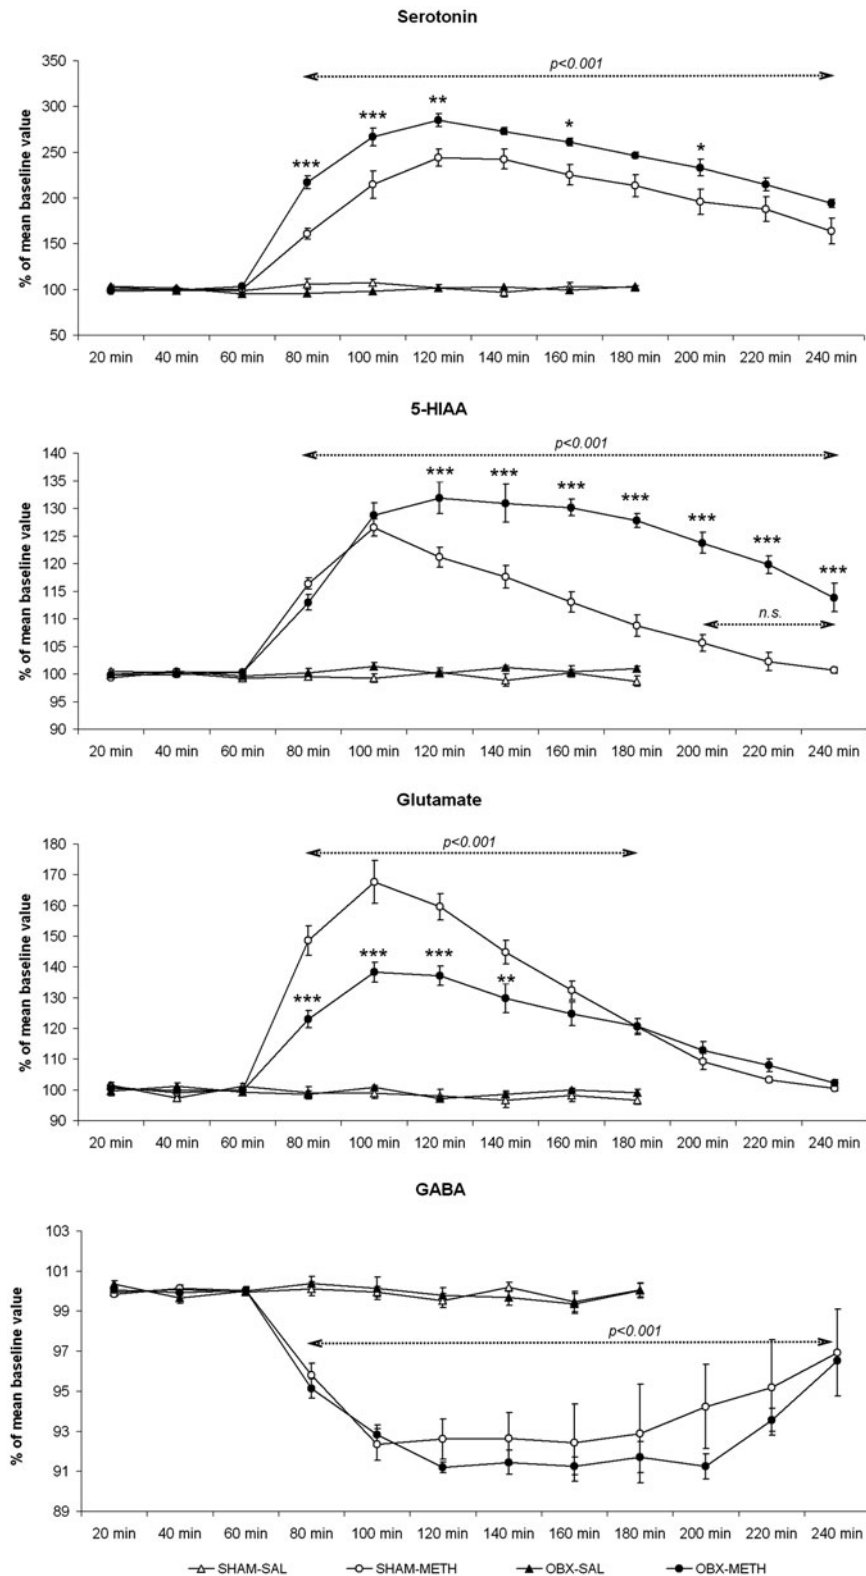 Serotonin
p<0.001
*** *** ** * *
% of mean baseline value
350
300
250
200
150
100
50
20 min 40 min 60 min 80 min 100 min 120 min 140 min 160 min 180 min 200 min 220 min 240 min
5-HIAA
p<0.001
*** *** *** *** *** *** ***
n.s.
% of mean baseline value
140
135
130
125
120
115
110
105
100
95
90
20 min 40 min 60 min 80 min 100 min 120 min 140 min 160 min 180 min 200 min 220 min 240 min
Glutamate
p<0.001
*** *** *** **
% of mean baseline value
180
170
160
150
140
130
120
110
100
90
20 min 40 min 60 min 80 min 100 min 120 min 140 min 160 min 180 min 200 min 220 min 240 min
GABA
p<0.001
% of mean baseline value
103
101
99
97
95
93
91
89
20 min 40 min 60 min 80 min 100 min 120 min 140 min 160 min 180 min 200 min 220 min 240 min
SHAM-SAL SHAM-METH OBX-SAL OBX-METH